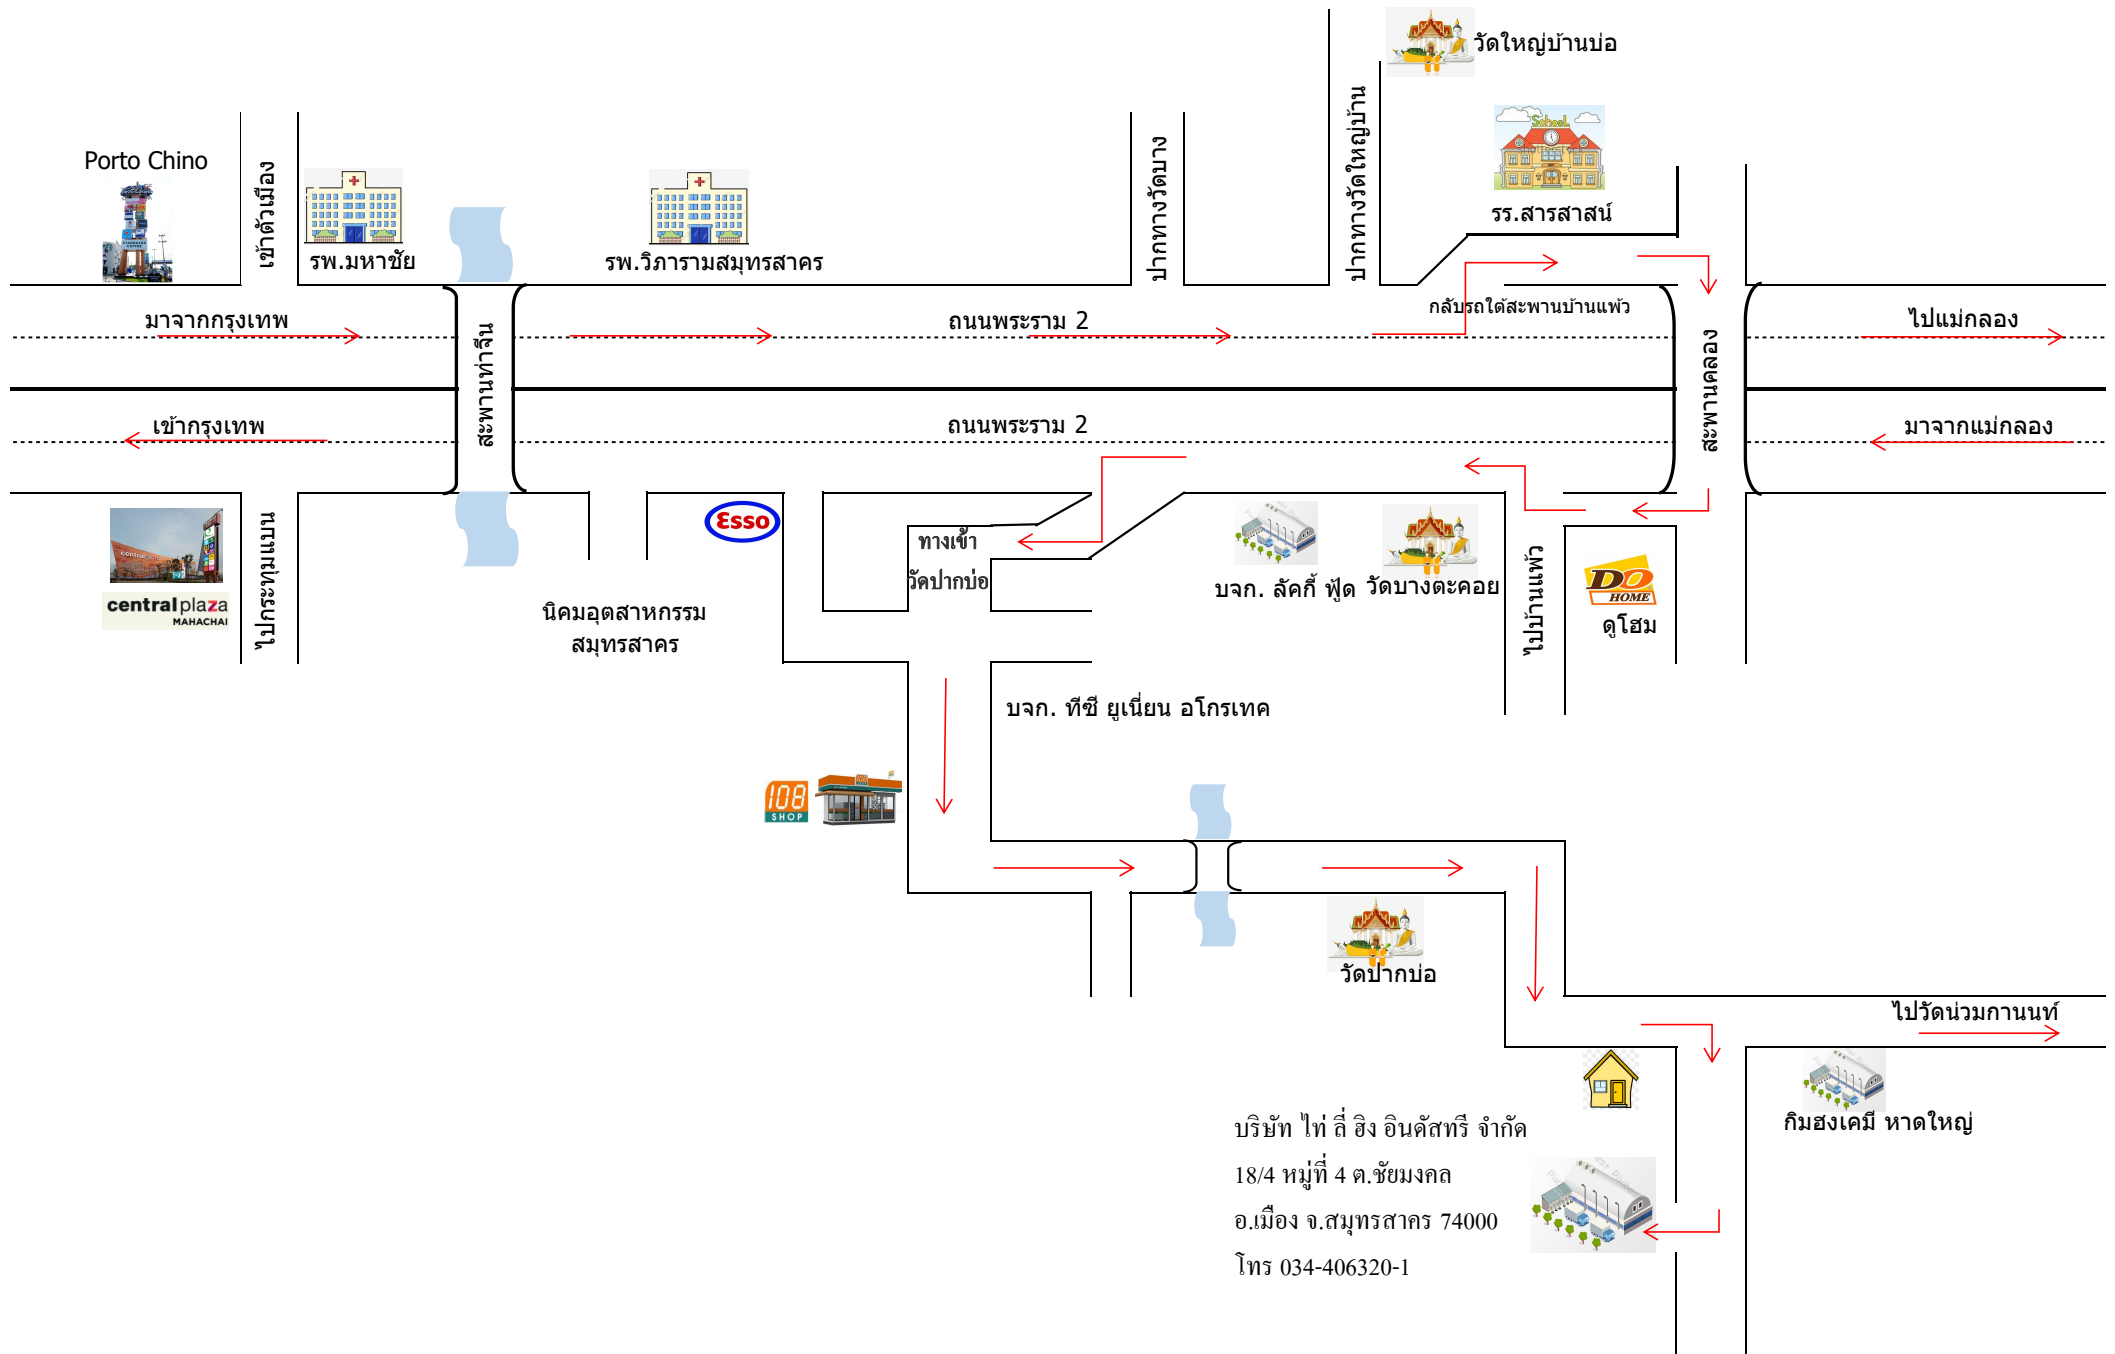 วัดใหญ่บ้านบ่อ
School
Porto Chino
เข้าตัวเมือง
ปากทางวัดบาง
ปากทางวัดใหญ่บ้าน
รร.สารสาสน์
รพ.มหาชัย
รพ.วิภารามสมุทรสาคร
กลับรถใต้สะพานบ้านแพ้ว
มาจากกรุงเทพ
ถนนพระราม 2
ไปแม่กลอง
สะพานท่าจีน
สะพานคลอง
เข้ากรุงเทพ
ถนนพระราม 2
มาจากแม่กลอง
Esso
ทางเข้า
วัดปากบ่อ
central plaza
MAHACHAI
ไปกระทุ่มแบน
นิคมอุตสาหกรรม
สมุทรสาคร
บจก. ลัคกี้ ฟู้ด
วัดบางตะคอย
ไปบ้านแพ้ว
DO
HOME
ดูโฮม
บจก. ทีซี ยูเนี่ยน อโกรเทค
108
SHOP
วัดปากบ่อ
ไปวัดน่วมกานนท์
กิมฮงเคมี หาดใหญ่
บริษัท ไท่ ลี่ ฮิง อินดัสทรี จำกัด
18/4 หมู่ที่ 4 ต.ชัยมงคล
อ.เมือง จ.สมุทรสาคร 74000
โทร 034-406320-1